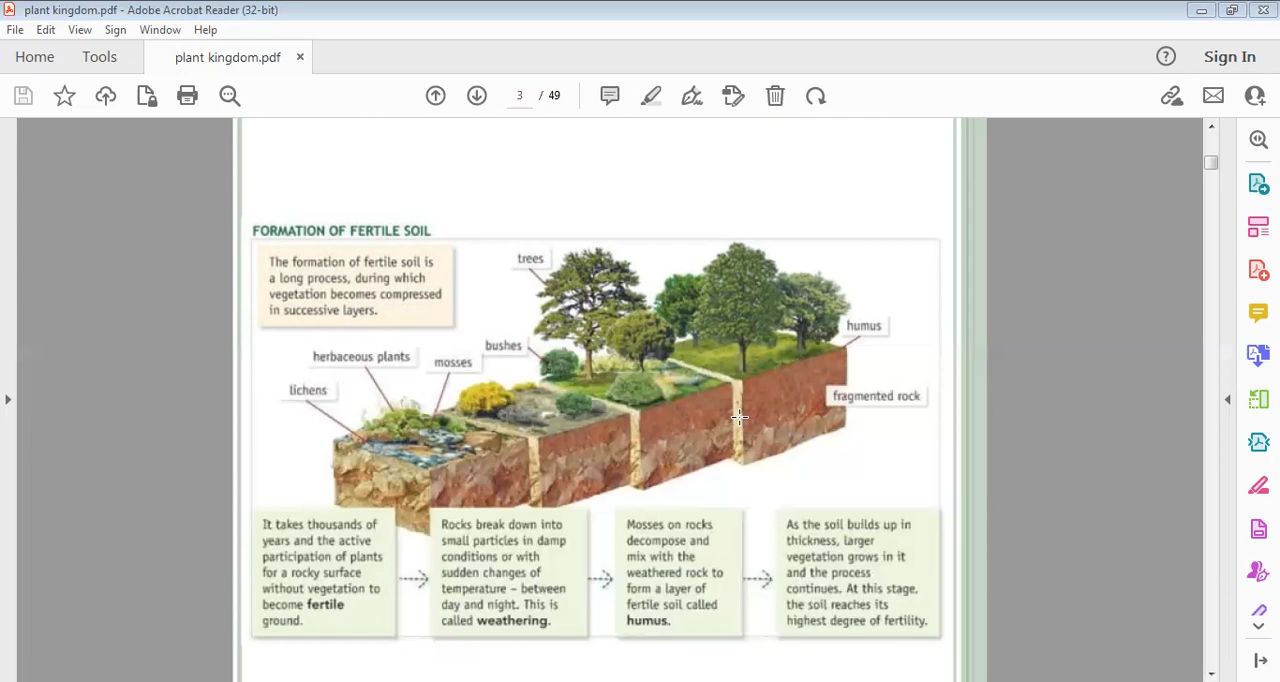 plant kingdom.pdf - Adobe Acrobat Reader (32-bit)
File Edit View Sign Window Help
Home Tools plant kingdom.pdf × Sign In
3 / 49
FORMATION OF FERTILE SOIL
The formation of fertile soil is
a long process, during which
vegetation becomes compressed
in successive layers.
trees
humus
bushes
herbaceous plants
mosses
lichens
fragmented rock
It takes thousands of
years and the active
participation of plants
for a rocky surface
without vegetation to
become fertile
ground.
Rocks break down into
small particles in damp
conditions or with
sudden changes of
temperature – between
day and night. This is
called weathering.
Mosses on rocks
decompose and
mix with the
weathered rock to
form a layer of
fertile soil called
humus.
As the soil builds up in
thickness, larger
vegetation grows in it
and the process
continues. At this stage,
the soil reaches its
highest degree of fertility.